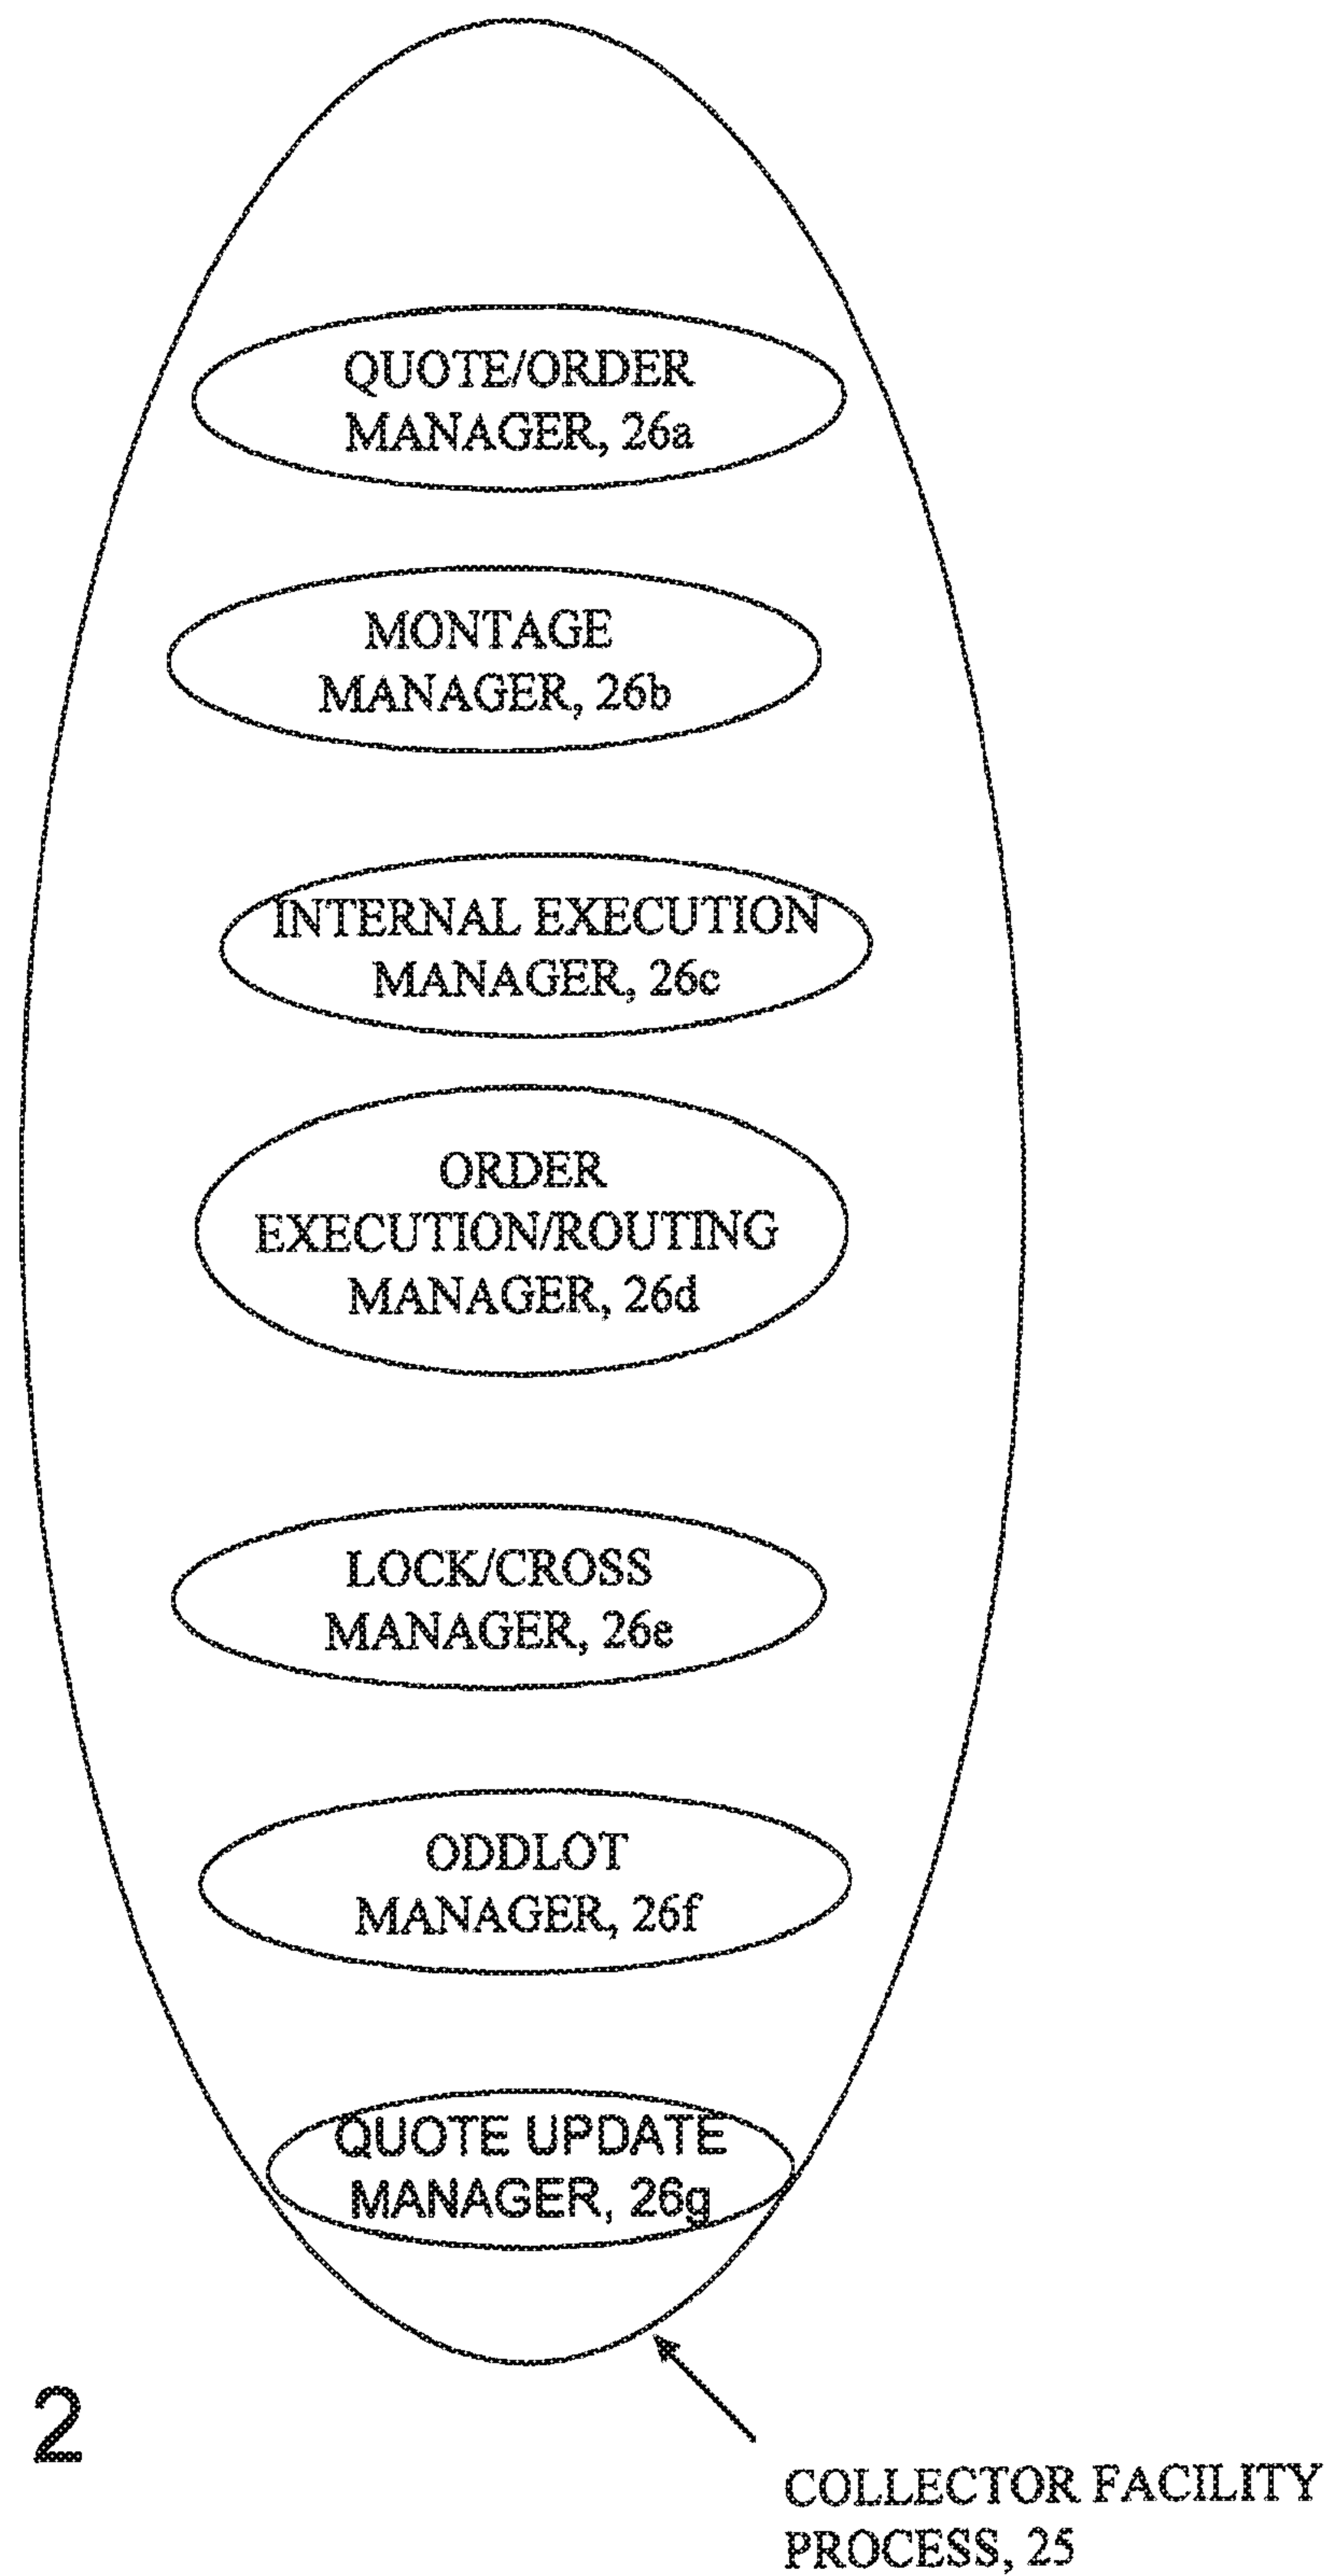 QUOTE/ORDER
MANAGER, 26a
MONTAGE
MANAGER, 26b
INTERNAL EXECUTION
MANAGER, 26c
ORDER
EXECUTION/ROUTING
MANAGER, 26d
LOCK/CROSS
MANAGER, 26e
ODDLOT
MANAGER, 26f
QUOTE UPDATE
MANAGER, 26g
2
COLLECTOR FACILITY
PROCESS, 25